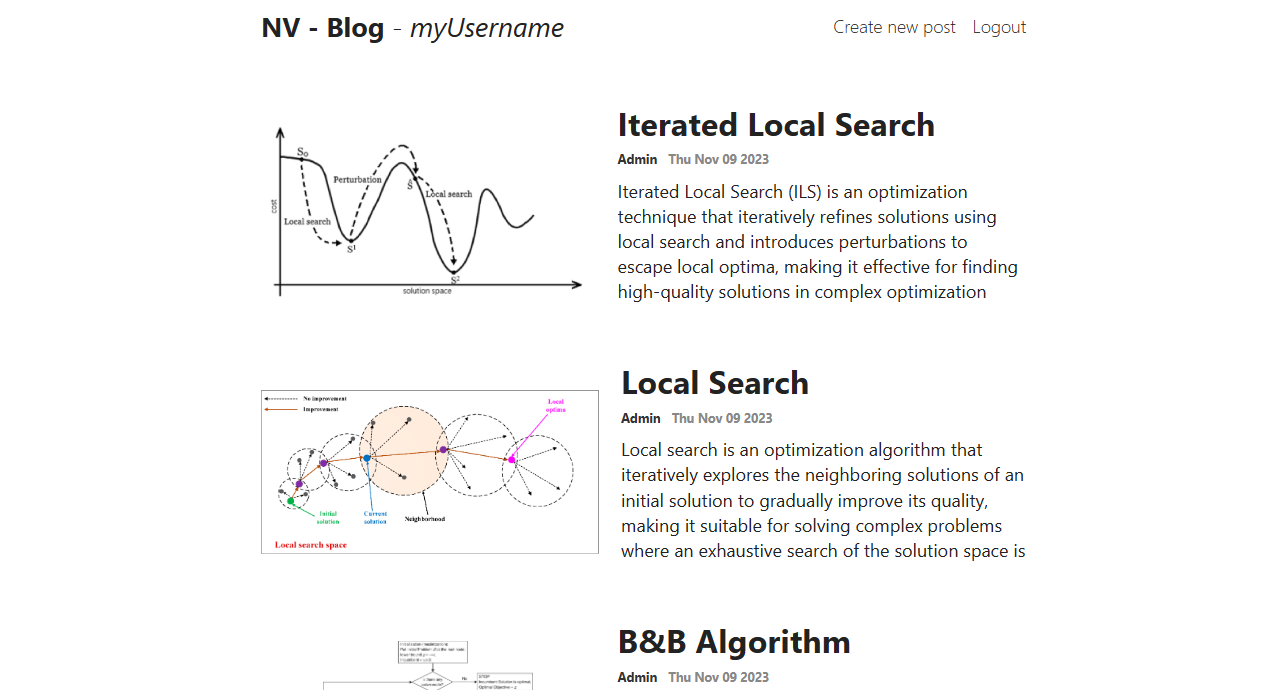 NV - Blog - myUsername
Create new post Logout
Iterated Local Search
Admin Thu Nov 09 2023
Iterated Local Search (ILS) is an optimization
technique that iteratively refines solutions using
local search and introduces perturbations to
escape local optima, making it effective for finding
high-quality solutions in complex optimization
S0
Perturbation
Ŝ
Local search
cost
Local search
S1
S2
solution space
Local Search
Admin Thu Nov 09 2023
Local search is an optimization algorithm that
iteratively explores the neighboring solutions of an
initial solution to gradually improve its quality,
making it suitable for solving complex problems
where an exhaustive search of the solution space is
No improvement
Improvement
Local
optima
Initial
solution
Current
solution
Neighborhood
Local search space
B&B Algorithm
Admin Thu Nov 09 2023
No
STOP